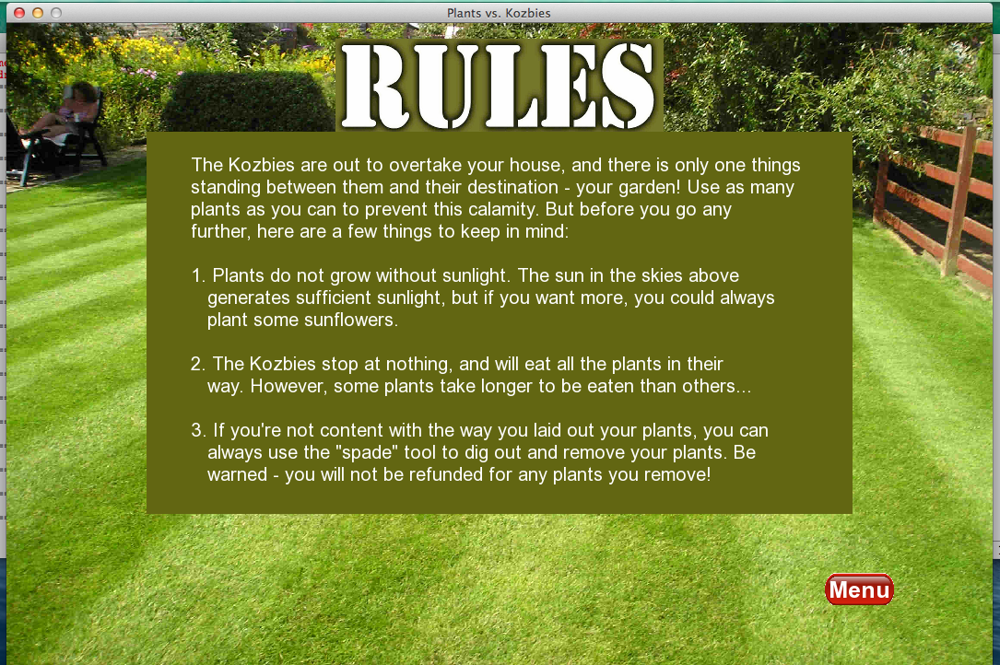 Plants vs. Kozbies
RULES
The Kozbies are out to overtake your house, and there is only one things
standing between them and their destination - your garden! Use as many
plants as you can to prevent this calamity. But before you go any
further, here are a few things to keep in mind:
1. Plants do not grow without sunlight. The sun in the skies above
generates sufficient sunlight, but if you want more, you could always
plant some sunflowers.
2. The Kozbies stop at nothing, and will eat all the plants in their
way. However, some plants take longer to be eaten than others...
3. If you're not content with the way you laid out your plants, you can
always use the "spade" tool to dig out and remove your plants. Be
warned - you will not be refunded for any plants you remove!
Menu